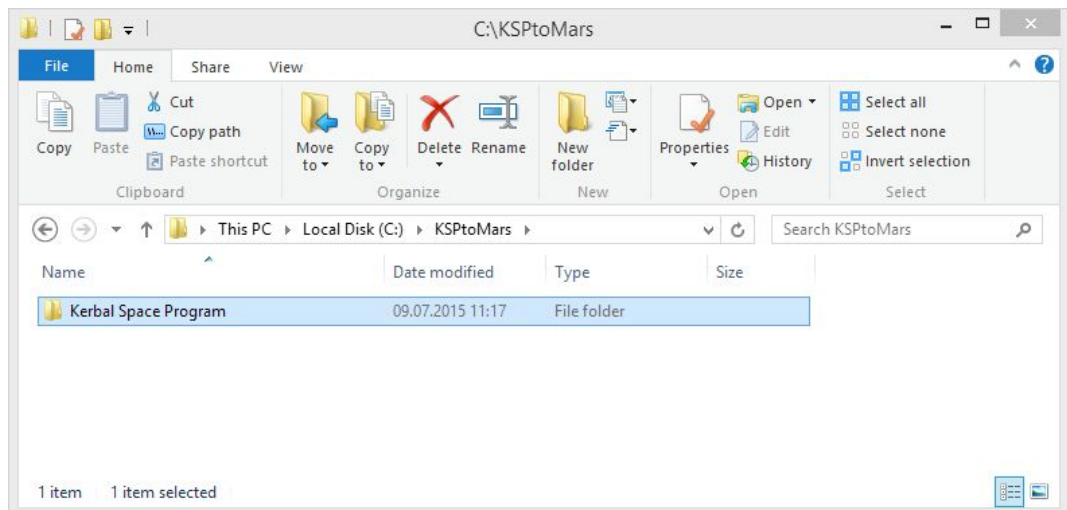 C:\KSPtoMars
File Home Share View
Copy
Paste
Cut
Copy path
Paste shortcut
Clipboard
Move to
Copy to
Delete
Rename
Organize
New folder
New
Properties
Open
Edit
History
Open
Select all
Select none
Invert selection
Select
This PC Local Disk (C:) KSPtoMars
Search KSPtoMars
Name Date modified Type Size
Kerbal Space Program 09.07.2015 11:17 File folder
1 item 1 item selected